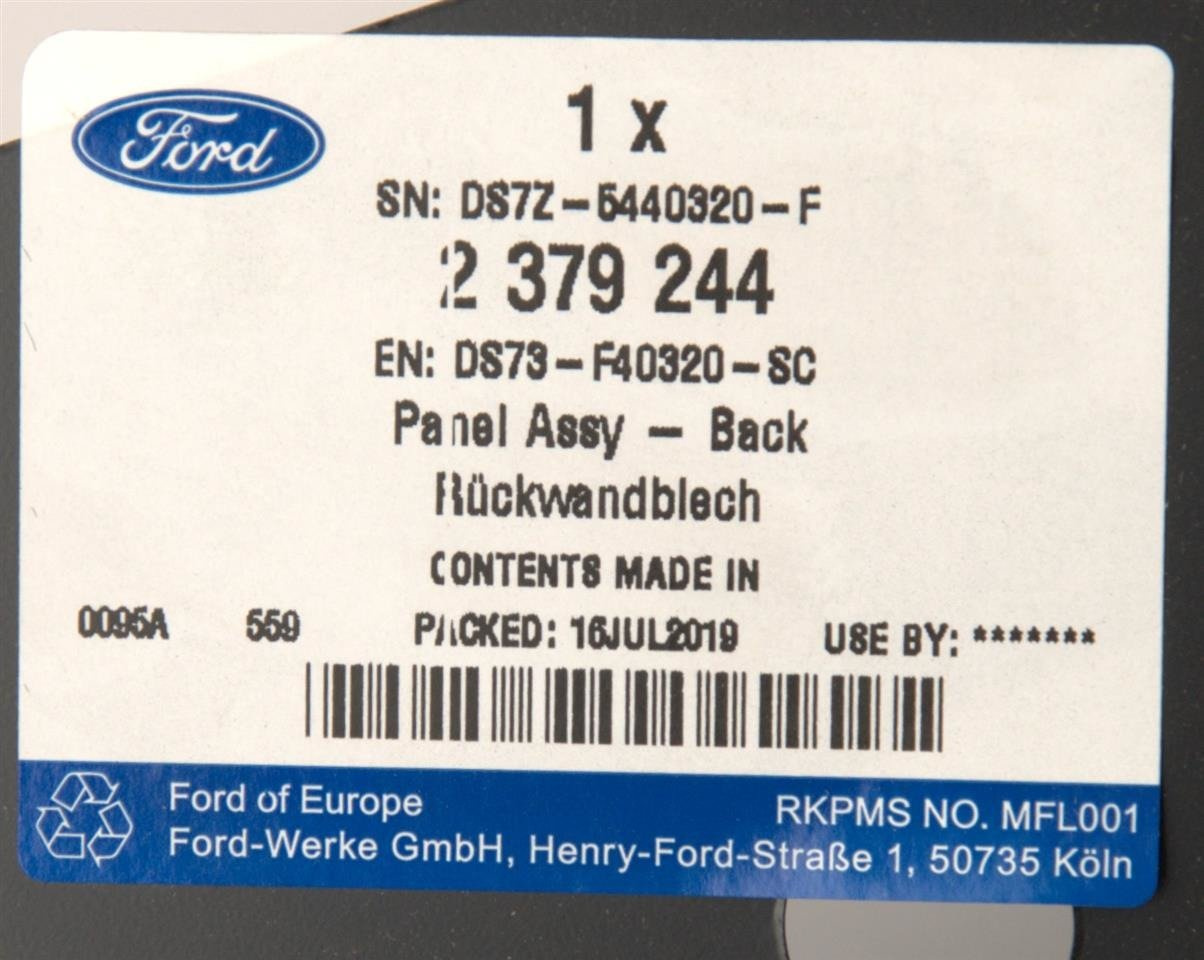 Ford
1 x
SN: DS7Z-5440320-F
2 379 244
EN: DS73-F40320-SC
Panel Assy - Back
Rückwandblech
CONTENTS MADE IN
0095A 559 PACKED: 16JUL2019 USE BY: *******
Ford of Europe RKPMS NO. MFL001
Ford-Werke GmbH, Henry-Ford-Straße 1, 50735 Köln